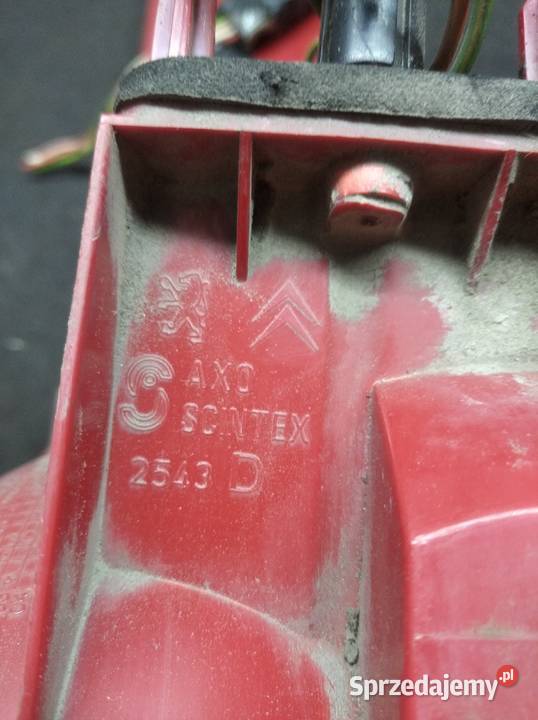 AXO
SCINTEX
2543 D
Sprzedajemy.pl